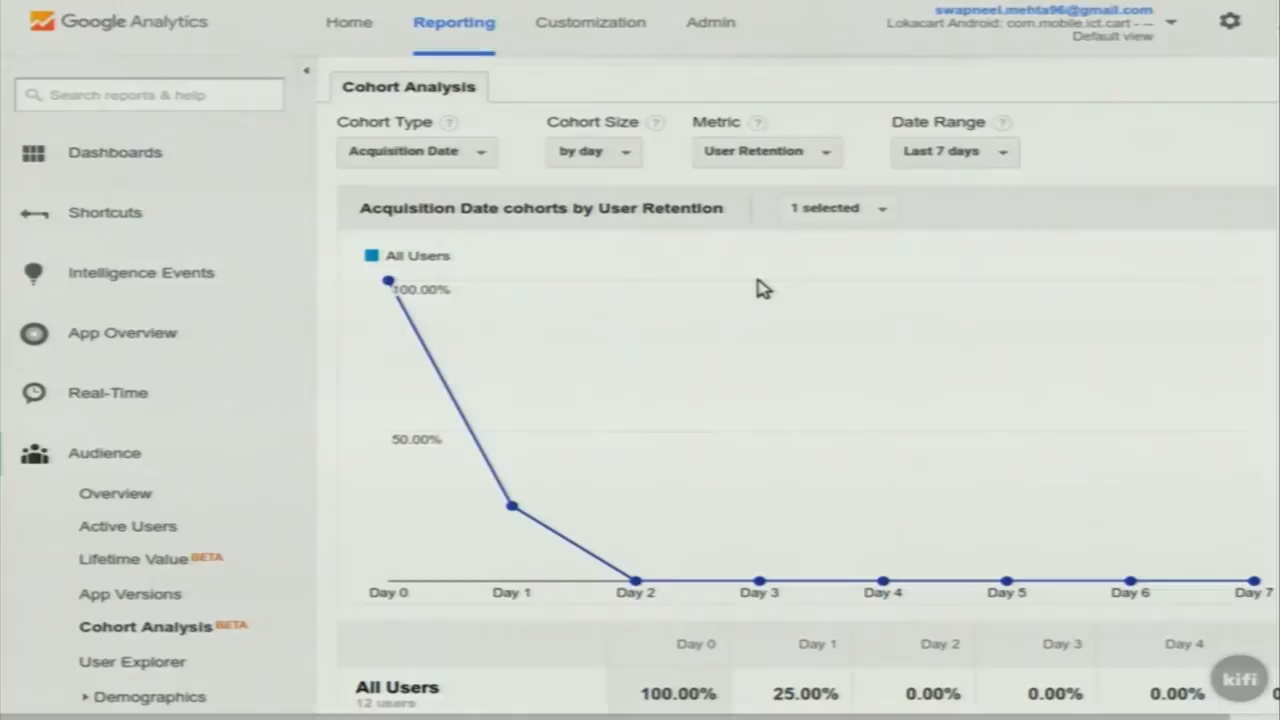 Google Analytics
Home Reporting Customization Admin
swapneel.mehta96@gmail.com
Lokacart Android: com.mobile.ict.cart - --
Default view
Search reports & help
Dashboards
Shortcuts
Intelligence Events
App Overview
Real-Time
Audience
Overview
Active Users
Lifetime Value BETA
App Versions
Cohort Analysis BETA
User Explorer
Demographics
Cohort Analysis
Cohort Type ? Cohort Size ? Metric ? Date Range ?
Acquisition Date by day User Retention Last 7 days
Acquisition Date cohorts by User Retention 1 selected
All Users
100.00%
50.00%
Day 0 Day 1 Day 2 Day 3 Day 4 Day 5 Day 6 Day 7
Day 0 Day 1 Day 2 Day 3 Day 4
All Users 100.00% 25.00% 0.00% 0.00% 0.00%
12 users
kifi